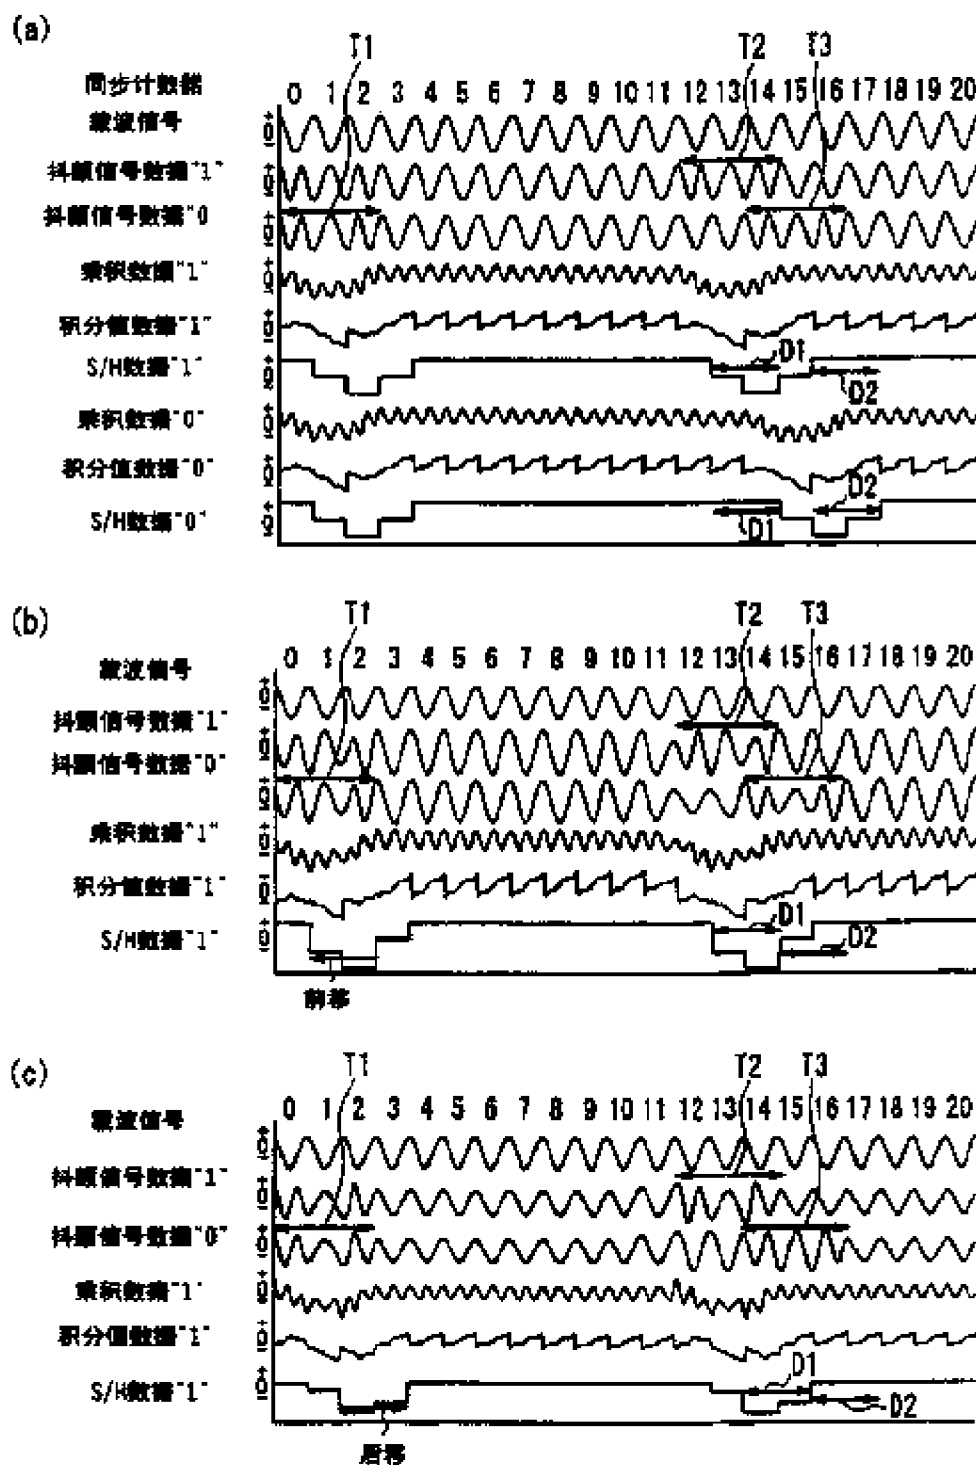 (a)
T1 T2 T3
同步计数据 0 1 2 3 4 5 6 7 8 9 10 11 12 13 14 15 16 17 18 19 20
载波信号
抖颤信号数据"1"
抖颤信号数据"0
乘积数据"1"
积分值数据"1"
S/H数据"1" D1
D2
乘积数据"0"
积分值数据"0"
D2
S/H数据"0" D1
(b)
T1 T2 T3
0 1 2 3 4 5 6 7 8 9 10 11 12 13 14 15 16 17 18 19 20
载波信号
抖颤信号数据"1"
抖颤信号数据"0"
乘积数据"1"
积分值数据"1"
D1
S/H数据"1" D2
前移
(c)
T1 T2 T3
0 1 2 3 4 5 6 7 8 9 10 11 12 13 14 15 16 17 18 19 20
载波信号
抖颤信号数据"1"
抖颤信号数据"0"
乘积数据"1"
积分值数据"1"
D1
S/H数据"1" D2
后移